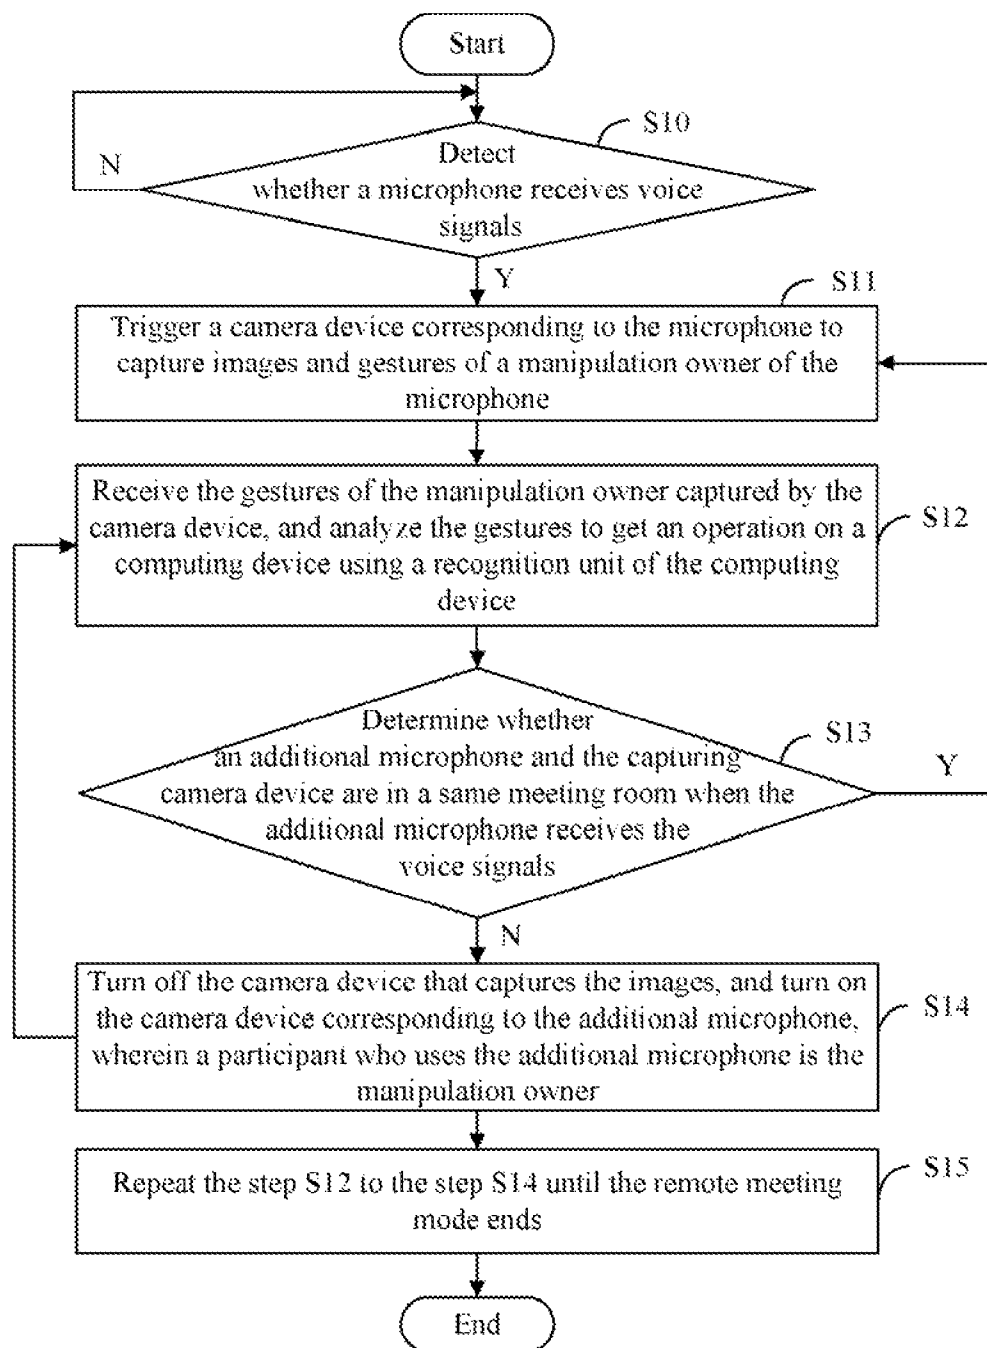 Start
S10
N
Detect
whether a microphone receives voice
signals
Y
S11
Trigger a camera device corresponding to the microphone to
capture images and gestures of a manipulation owner of the
microphone
Receive the gestures of the manipulation owner captured by the
camera device, and analyze the gestures to get an operation on a
computing device using a recognition unit of the computing
device
S12
Determine whether
an additional microphone and the capturing
camera device are in a same meeting room when the
additional microphone receives the
voice signals
S13
Y
N
Turn off the camera device that captures the images, and turn on
the camera device corresponding to the additional microphone,
wherein a participant who uses the additional microphone is the
manipulation owner
S14
Repeat the step S12 to the step S14 until the remote meeting
mode ends
S15
End